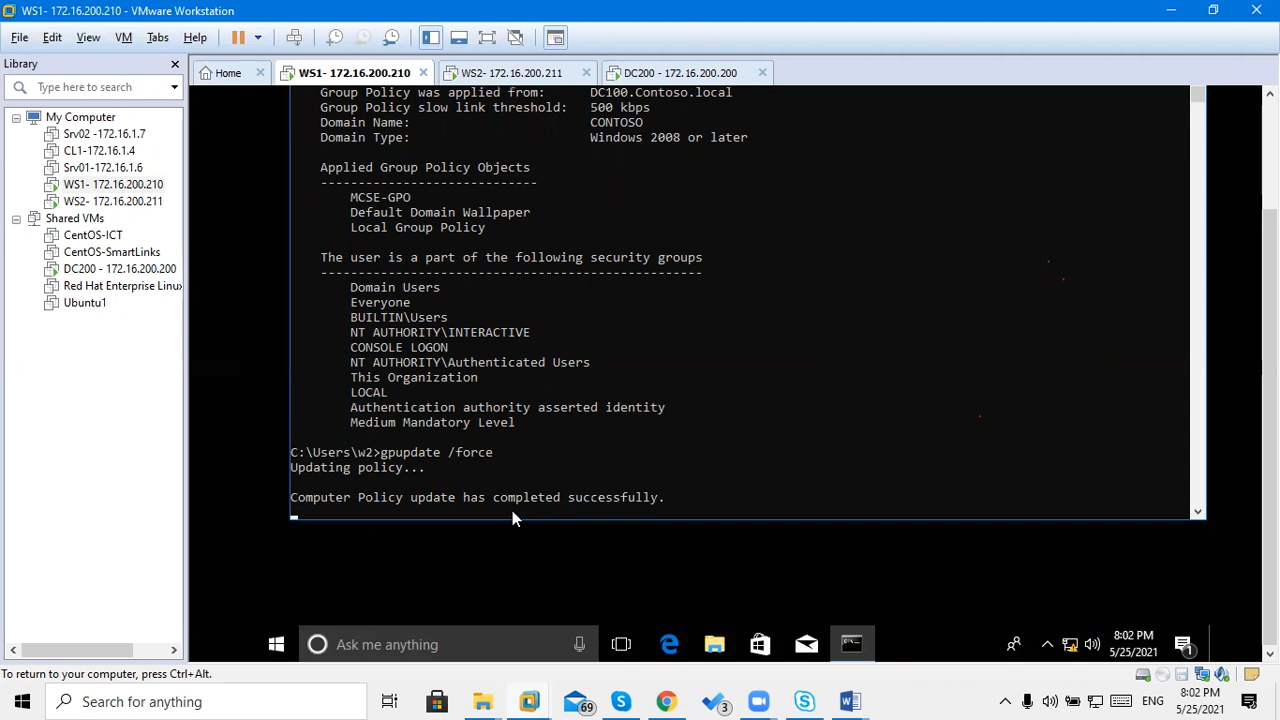 WS1- 172.16.200.210 - VMware Workstation
File Edit View VM Tabs Help
Library
Type here to search
My Computer
Srv02 -172.16.1.7
CL1-172.16.1.4
Srv01-172.16.1.6
WS1- 172.16.200.210
WS2- 172.16.200.211
Shared VMs
CentOS-ICT
CentOS-SmartLinks
DC200 - 172.16.200.200
Red Hat Enterprise Linux
Ubuntu1
Home WS1- 172.16.200.210 WS2- 172.16.200.211 DC200 - 172.16.200.200
Group Policy was applied from: DC100.Contoso.local
Group Policy slow link threshold: 500 kbps
Domain Name: CONTOSO
Domain Type: Windows 2008 or later
Applied Group Policy Objects
-----------------------------
MCSE-GPO
Default Domain Wallpaper
Local Group Policy
The user is a part of the following security groups
---------------------------------------------------
Domain Users
Everyone
BUILTIN\Users
NT AUTHORITY\INTERACTIVE
CONSOLE LOGON
NT AUTHORITY\Authenticated Users
This Organization
LOCAL
Authentication authority asserted identity
Medium Mandatory Level
C:\Users\w2>gpupdate /force
Updating policy...
Computer Policy update has completed successfully.
Ask me anything
8:02 PM
5/25/2021
1
To return to your computer, press Ctrl+Alt.
Search for anything
69
3
ENG
8:02 PM
5/25/2021